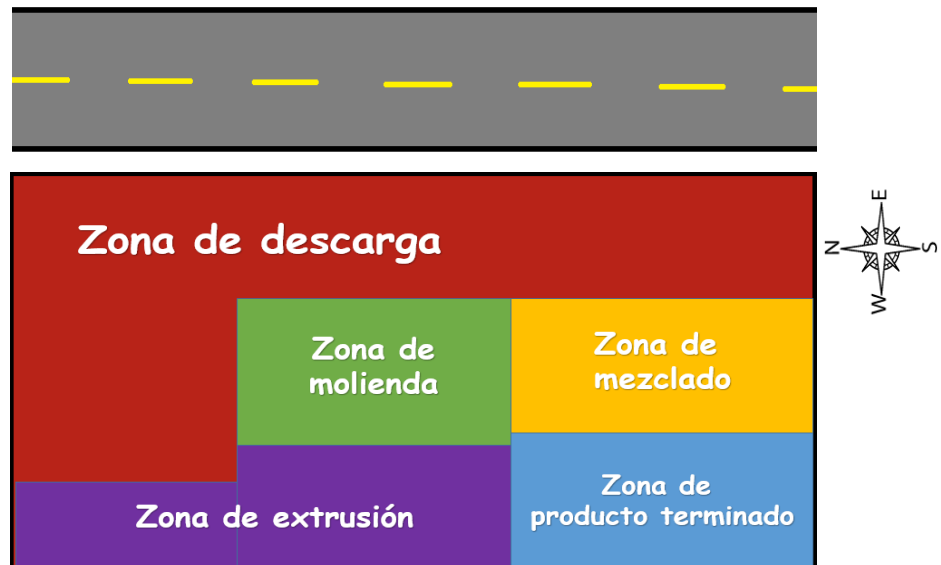 Zona de descarga
E
N
S
W
Zona de
molienda
Zona de
mezclado
Zona de
producto terminado
Zona de extrusión